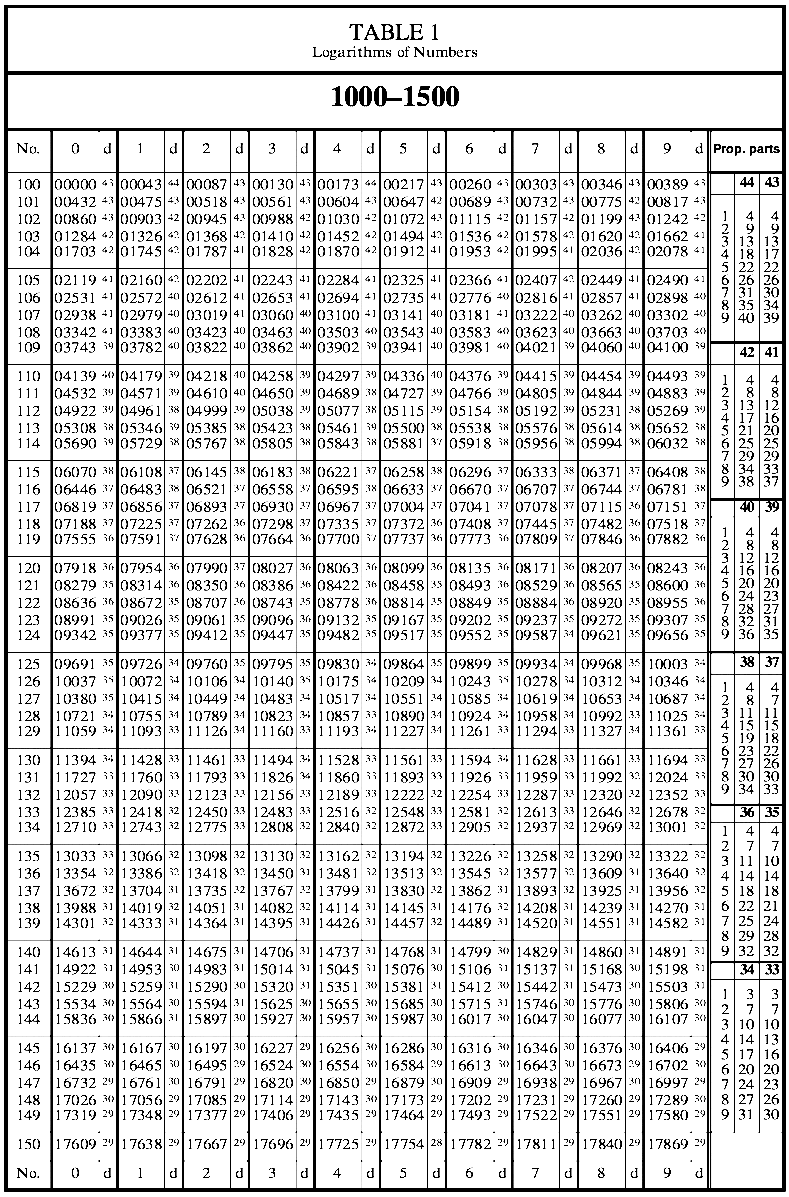 TABLE 1
Logarithms of Numbers
1000–1500
No. 0 d 1 d 2 d 3 d 4 d 5 d 6 d 7 d 8 d 9 d Prop. parts
100 00000 43 00043 44 00087 43 00130 43 00173 44 00217 43 00260 43 00303 43 00346 43 00389 43
101 00432 43 00475 43 00518 43 00561 43 00604 43 00647 42 00689 43 00732 43 00775 42 00817 43
102 00860 43 00903 42 00945 43 00988 42 01030 42 01072 43 01115 42 01157 42 01199 43 01242 42
103 01284 42 01326 42 01368 42 01410 42 01452 42 01494 42 01536 42 01578 42 01620 42 01662 41
104 01703 42 01745 42 01787 41 01828 42 01870 42 01912 41 01953 42 01995 41 02036 42 02078 41
105 02119 41 02160 42 02202 41 02243 41 02284 41 02325 41 02366 41 02407 42 02449 41 02490 41
106 02531 41 02572 40 02612 41 02653 41 02694 41 02735 41 02776 40 02816 41 02857 41 02898 40
107 02938 41 02979 40 03019 41 03060 40 03100 41 03141 40 03181 41 03222 40 03262 40 03302 40
108 03342 41 03383 40 03423 40 03463 40 03503 40 03543 40 03583 40 03623 40 03663 40 03703 40
109 03743 39 03782 40 03822 40 03862 40 03902 39 03941 40 03981 40 04021 39 04060 40 04100 39
110 04139 40 04179 39 04218 40 04258 39 04297 39 04336 40 04376 39 04415 39 04454 39 04493 39
111 04532 39 04571 39 04610 40 04650 39 04689 38 04727 39 04766 39 04805 39 04844 39 04883 39
112 04922 39 04961 38 04999 39 05038 39 05077 38 05115 39 05154 38 05192 39 05231 38 05269 39
113 05308 38 05346 39 05385 38 05423 38 05461 39 05500 38 05538 38 05576 38 05614 38 05652 38
114 05690 39 05729 38 05767 38 05805 38 05843 38 05881 37 05918 38 05956 38 05994 38 06032 38
115 06070 38 06108 37 06145 38 06183 38 06221 37 06258 38 06296 37 06333 38 06371 37 06408 38
116 06446 37 06483 38 06521 37 06558 37 06595 38 06633 37 06670 37 06707 37 06744 37 06781 38
117 06819 37 06856 37 06893 37 06930 37 06967 37 07004 37 07041 37 07078 37 07115 36 07151 37
118 07188 37 07225 37 07262 36 07298 37 07335 37 07372 36 07408 37 07445 37 07482 36 07518 37
119 07555 36 07591 37 07628 36 07664 36 07700 37 07737 36 07773 36 07809 37 07846 36 07882 36
120 07918 36 07954 36 07990 37 08027 36 08063 36 08099 36 08135 36 08171 36 08207 36 08243 36
121 08279 35 08314 36 08350 36 08386 36 08422 36 08458 35 08493 36 08529 36 08565 35 08600 36
122 08636 36 08672 35 08707 36 08743 35 08778 36 08814 35 08849 35 08884 36 08920 35 08955 36
123 08991 35 09026 35 09061 35 09096 36 09132 35 09167 35 09202 35 09237 35 09272 35 09307 35
124 09342 35 09377 35 09412 35 09447 35 09482 35 09517 35 09552 35 09587 34 09621 35 09656 35
125 09691 35 09726 34 09760 35 09795 35 09830 34 09864 35 09899 35 09934 34 09968 35 10003 34
126 10037 35 10072 34 10106 34 10140 35 10175 34 10209 34 10243 35 10278 34 10312 34 10346 34
127 10380 35 10415 34 10449 34 10483 34 10517 34 10551 34 10585 34 10619 34 10653 34 10687 34
128 10721 34 10755 34 10789 34 10823 34 10857 33 10890 34 10924 34 10958 34 10992 33 11025 34
129 11059 34 11093 33 11126 34 11160 33 11193 34 11227 34 11261 33 11294 33 11327 34 11361 33
130 11394 34 11428 33 11461 33 11494 34 11528 33 11561 33 11594 34 11628 33 11661 33 11694 33
131 11727 33 11760 33 11793 33 11826 34 11860 33 11893 33 11926 33 11959 33 11992 32 12024 33
132 12057 33 12090 33 12123 33 12156 33 12189 33 12222 32 12254 33 12287 33 12320 32 12352 33
133 12385 33 12418 32 12450 33 12483 33 12516 32 12548 33 12581 32 12613 33 12646 32 12678 32
134 12710 33 12743 32 12775 33 12808 32 12840 32 12872 33 12905 32 12937 32 12969 32 13001 32
135 13033 33 13066 32 13098 32 13130 32 13162 32 13194 32 13226 32 13258 32 13290 32 13322 32
136 13354 32 13386 32 13418 32 13450 31 13481 32 13513 32 13545 32 13577 32 13609 31 13640 32
137 13672 32 13704 31 13735 32 13767 32 13799 31 13830 32 13862 31 13893 32 13925 31 13956 32
138 13988 31 14019 32 14051 31 14082 32 14114 31 14145 31 14176 32 14208 31 14239 31 14270 31
139 14301 32 14333 31 14364 31 14395 31 14426 31 14457 32 14489 31 14520 31 14551 31 14582 31
140 14613 31 14644 31 14675 31 14706 31 14737 31 14768 31 14799 30 14829 31 14860 31 14891 31
141 14922 31 14953 30 14983 31 15014 31 15045 31 15076 30 15106 31 15137 31 15168 30 15198 31
142 15229 30 15259 31 15290 30 15320 31 15351 30 15381 31 15412 30 15442 31 15473 30 15503 31
143 15534 30 15564 30 15594 31 15625 30 15655 30 15685 30 15715 31 15746 30 15776 30 15806 30
144 15836 30 15866 31 15897 30 15927 30 15957 30 15987 30 16017 30 16047 30 16077 30 16107 30
145 16137 30 16167 30 16197 30 16227 29 16256 30 16286 30 16316 30 16346 30 16376 30 16406 29
146 16435 30 16465 30 16495 29 16524 30 16554 30 16584 29 16613 30 16643 30 16673 29 16702 30
147 16732 29 16761 30 16791 29 16820 30 16850 29 16879 30 16909 29 16938 29 16967 30 16997 29
148 17026 30 17056 29 17085 29 17114 29 17143 30 17173 29 17202 29 17231 29 17260 29 17289 30
149 17319 29 17348 29 17377 29 17406 29 17435 29 17464 29 17493 29 17522 29 17551 29 17580 29
150 17609 29 17638 29 17667 29 17696 29 17725 29 17754 28 17782 29 17811 29 17840 29 17869 29
No. 0 d 1 d 2 d 3 d 4 d 5 d 6 d 7 d 8 d 9 d
44 43
1 4 4
2 9 9
3 13 13
4 18 17
5 22 22
6 26 26
7 31 30
8 35 34
9 40 39
42 41
1 4 4
2 8 8
3 13 12
4 17 16
5 21 20
6 25 25
7 29 29
8 34 33
9 38 37
40 39
1 4 4
2 8 8
3 12 12
4 16 16
5 20 20
6 24 23
7 28 27
8 32 31
9 36 35
38 37
1 4 4
2 8 7
3 11 11
4 15 15
5 19 18
6 23 22
7 27 26
8 30 30
9 34 33
36 35
1 4 4
2 7 7
3 11 10
4 14 14
5 18 18
6 22 21
7 25 24
8 29 28
9 32 32
34 33
1 3 3
2 7 7
3 10 10
4 14 13
5 17 16
6 20 20
7 24 23
8 27 26
9 31 30